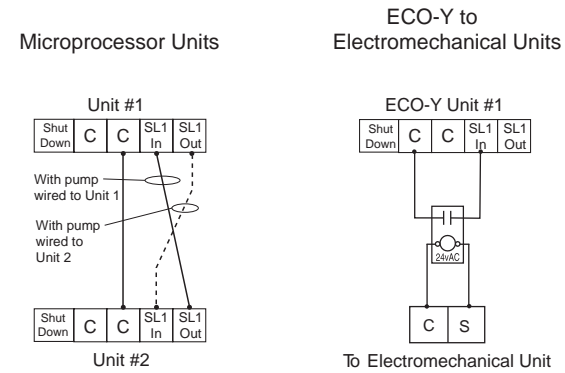 Microprocessor Units
ECO-Y to
Electromechanical Units
Unit #1
Shut
Down
C
C
SL1
In
SL1
Out
With pump
wired to Unit 1
With pump
wired to
Unit 2
Shut
Down
C
C
SL1
In
SL1
Out
Unit #2
ECO-Y Unit #1
Shut
Down
C
C
SL1
In
SL1
Out
24vAC
C
S
To Electromechanical Unit